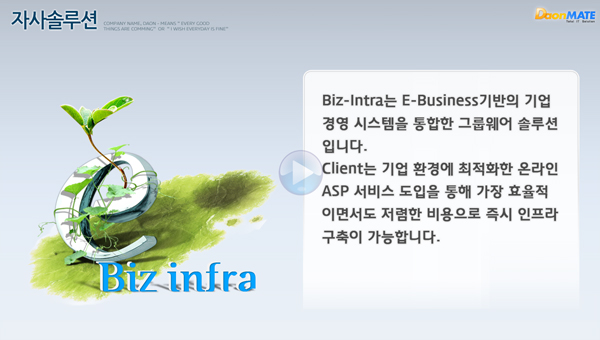 자사솔루션
COMPANY NAME, DAON - MEANS " EVERY GOOD
THINGS ARE COMMING" OR " I WISH EVERYDAY IS FINE"
DaonMATE
Biz-Intra는 E-Business기반의 기업
경영 시스템을 통합한 그룹웨어 솔루션
입니다.
Client는 기업 환경에 최적화한 온라인
ASP 서비스 도입을 통해 가장 효율적
이면서도 저렴한 비용으로 즉시 인프라
구축이 가능합니다.
e
Biz infra